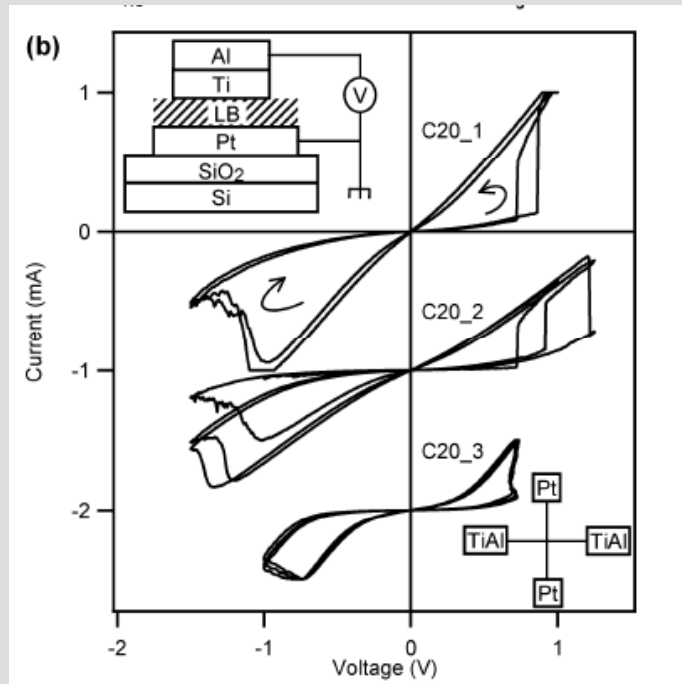 (b)
Al
Ti
V
LB
Pt
SiO2
Si
C20_1
C20_2
C20_3
Pt
TiAl
TiAl
Pt
1
0
-1
-2
Current (mA)
-2
-1
0
1
Voltage (V)